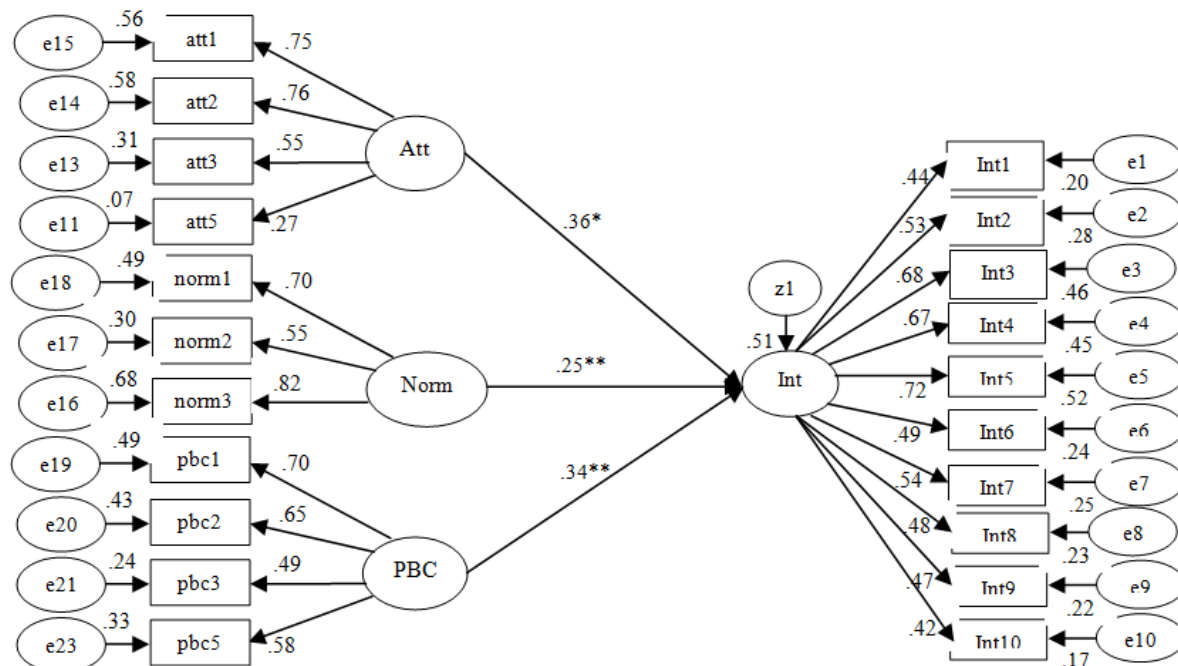 e15 .56 att1 .75
e14 .58 att2 .76
e13 .31 att3 .55
e11 .07 att5 .27
Att
e18 .49 norm1 .70
e17 .30 norm2 .55
e16 .68 norm3 .82
Norm
e19 .49 pbc1 .70
e20 .43 pbc2 .65
e21 .24 pbc3 .49
e23 .33 pbc5 .58
PBC
.36*
.25**
.34**
z1
.51
Int
.44 Int1 .20 e1
.53 Int2 .28 e2
.68 Int3 .46 e3
.67 Int4 .45 e4
.72 Int5 .52 e5
.49 Int6 .24 e6
.54 Int7 .25 e7
.48 Int8 .23 e8
.47 Int9 .22 e9
.42 Int10 .17 e10